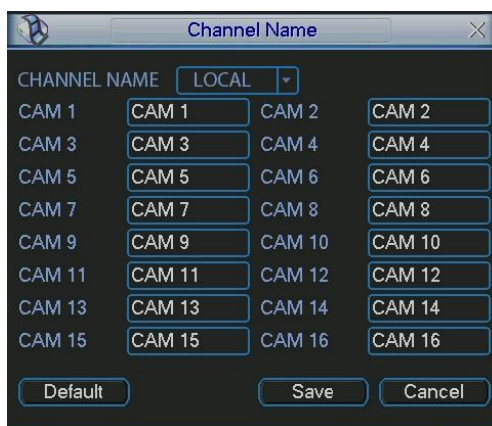 Channel Name
CHANNEL NAME LOCAL
CAM 1 CAM 1 CAM 2 CAM 2
CAM 3 CAM 3 CAM 4 CAM 4
CAM 5 CAM 5 CAM 6 CAM 6
CAM 7 CAM 7 CAM 8 CAM 8
CAM 9 CAM 9 CAM 10 CAM 10
CAM 11 CAM 11 CAM 12 CAM 12
CAM 13 CAM 13 CAM 14 CAM 14
CAM 15 CAM 15 CAM 16 CAM 16
Default Save Cancel